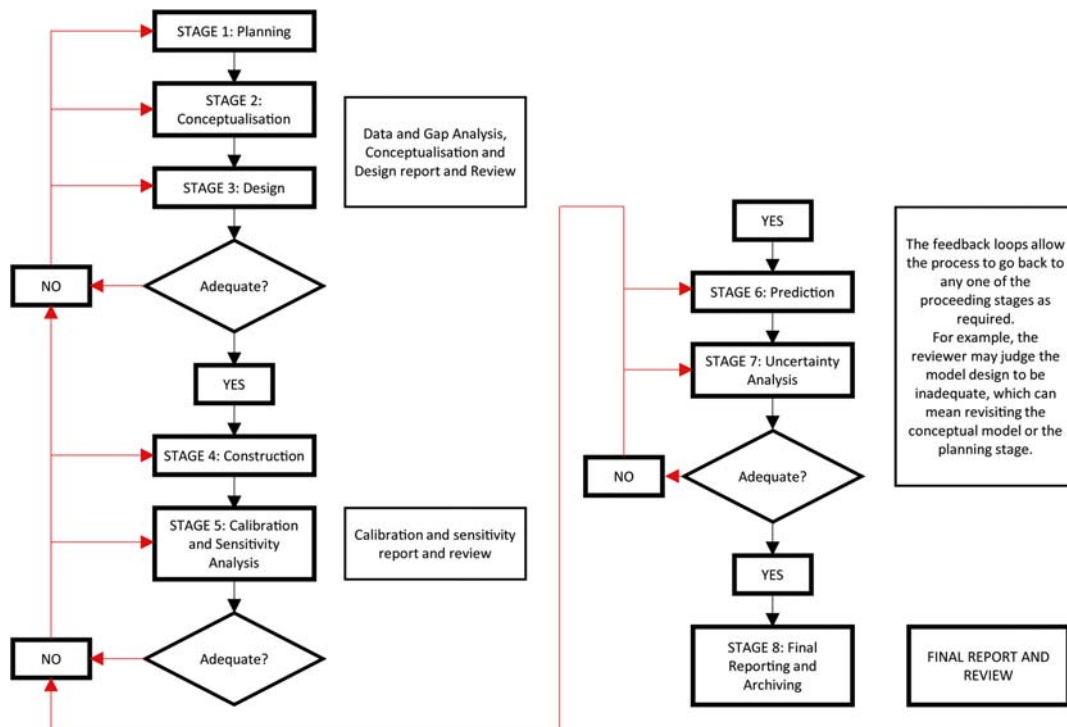 STAGE 1: Planning
STAGE 2:
Conceptualisation
Data and Gap Analysis,
Conceptualisation and
Design report and Review
STAGE 3: Design
Adequate?
NO
YES
STAGE 4: Construction
STAGE 5: Calibration
and Sensitivity
Analysis
Calibration and sensitivity
report and review
Adequate?
NO
YES
STAGE 6: Prediction
STAGE 7: Uncertainty
Analysis
The feedback loops allow
the process to go back to
any one of the
proceeding stages as
required.
For example, the
reviewer may judge the
model design to be
inadequate, which can
mean revisiting the
conceptual model or the
planning stage.
Adequate?
NO
YES
STAGE 8: Final
Reporting and
Archiving
FINAL REPORT AND
REVIEW